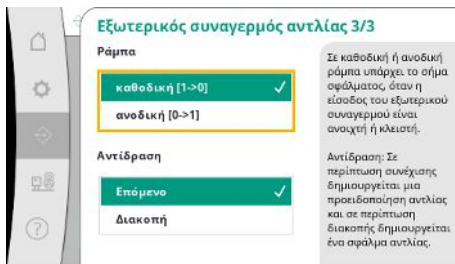 Εξωτερικός συναγερμός αντλίας 3/3
Ράμπα
καθοδική [1->0]
ανοδική [0->1]
Αντίδραση
Επόμενο
Διακοπή
Σε καθοδική ή ανοδική
ράμπα υπάρχει το σήμα
σφάλματος, όταν η
είσοδος του εξωτερικού
συναγερμού είναι
ανοιχτή ή κλειστή.
Αντίδραση: Σε
περίπτωση συνέχισης
δημιουργείται μια
προειδοποίηση αντλίας
και σε περίπτωση
διακοπής δημιουργείται
ένα σφάλμα αντλίας.